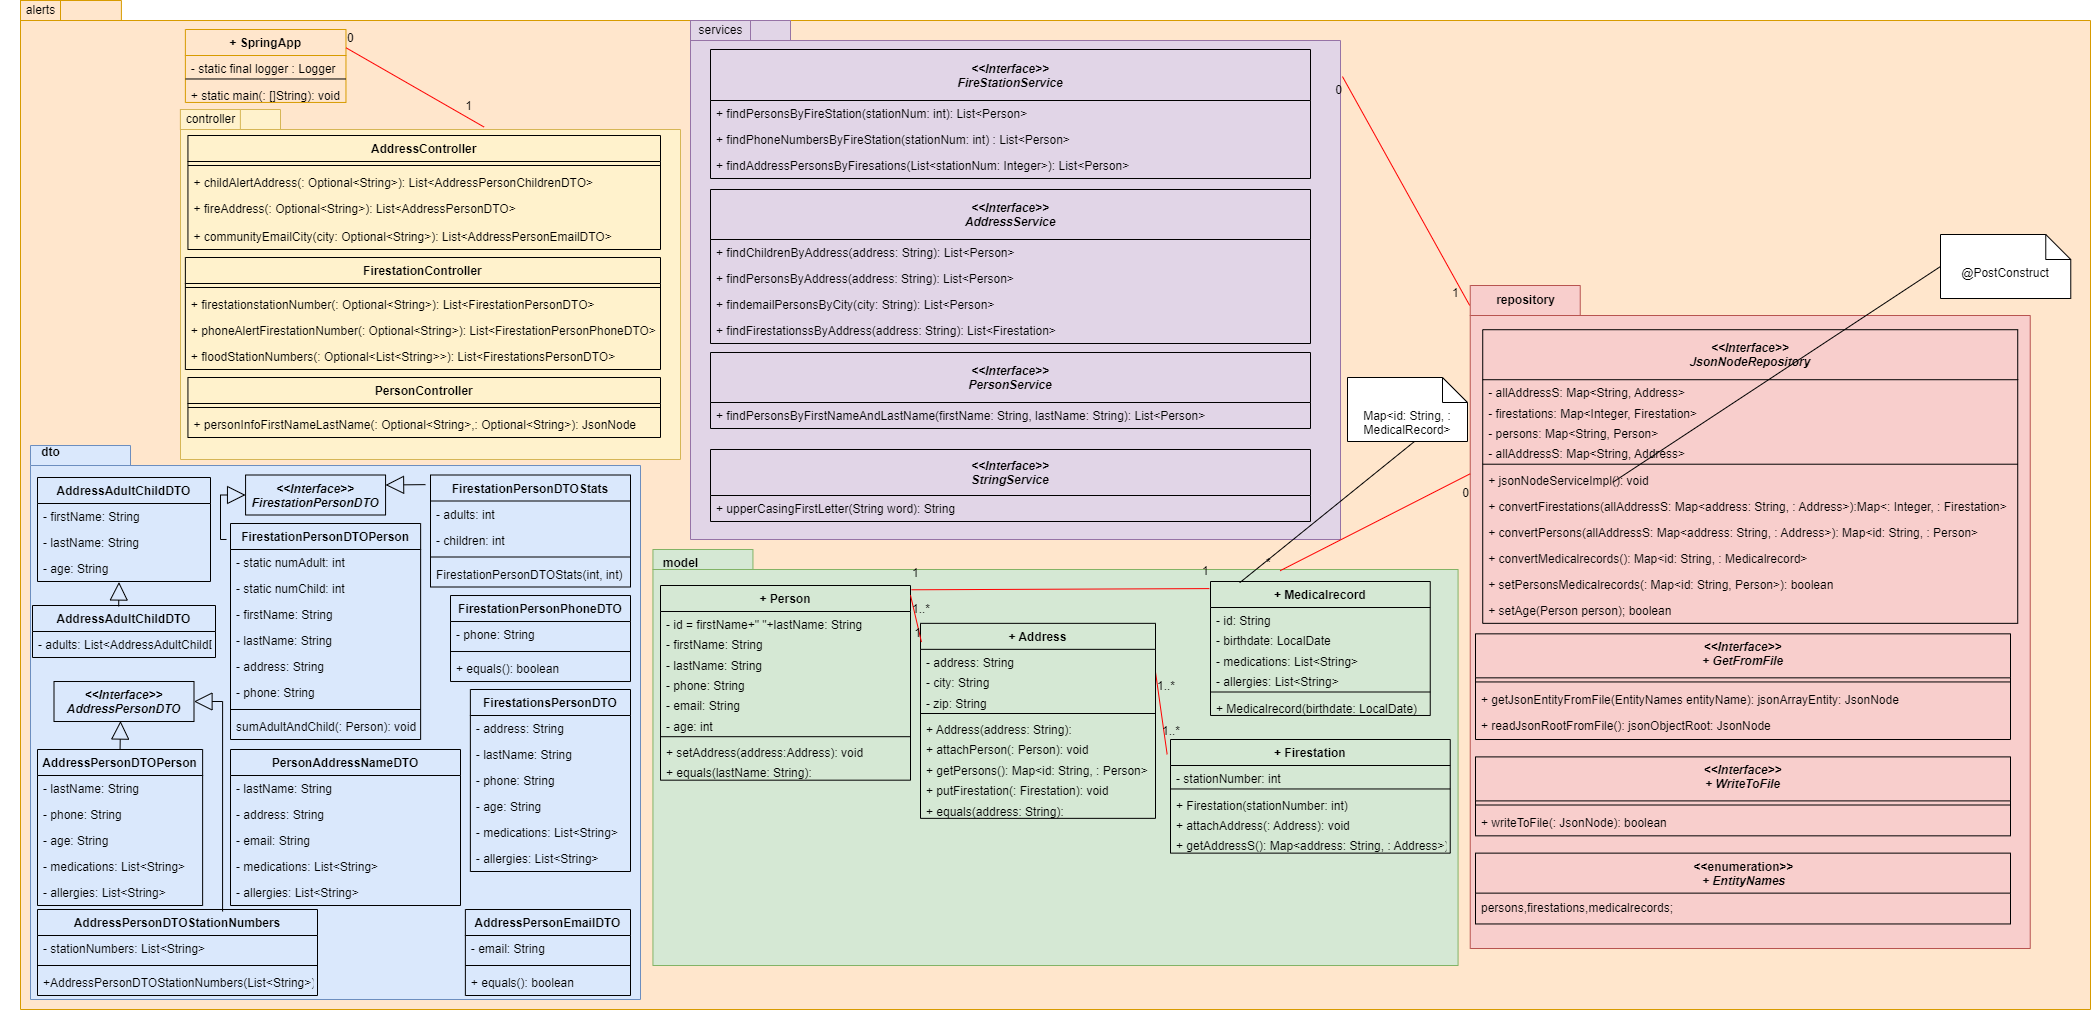 alerts
+ SpringApp
- static final logger : Logger
+ static main(: []String): void
0
1
controller
AddressController
+ childAlertAddress(: Optional<String>): List<AddressPersonChildrenDTO>
+ fireAddress(: Optional<String>): List<AddressPersonDTO>
+ communityEmailCity(city: Optional<String>): List<AddressPersonEmailDTO>
FirestationController
+ firestationstationNumber(: Optional<String>): List<FirestationPersonDTO>
+ phoneAlertFirestationNumber(: Optional<String>): List<FirestationPersonPhoneDTO>
+ floodStationNumbers(: Optional<List<String>>): List<FirestationsPersonDTO>
PersonController
+ personInfoFirstNameLastName(: Optional<String>,: Optional<String>): JsonNode
services
<<Interface>>
FireStationService
+ findPersonsByFireStation(stationNum: int): List<Person>
+ findPhoneNumbersByFireStation(stationNum: int) : List<Person>
+ findAddressPersonsByFiresations(List<stationNum: Integer>): List<Person>
<<Interface>>
AddressService
+ findChildrenByAddress(address: String): List<Person>
+ findPersonsByAddress(address: String): List<Person>
+ findemailPersonsByCity(city: String): List<Person>
+ findFirestationssByAddress(address: String): List<Firestation>
<<Interface>>
PersonService
+ findPersonsByFirstNameAndLastName(firstName: String, lastName: String): List<Person>
<<Interface>>
StringService
+ upperCasingFirstLetter(String word): String
0
1
@PostConstruct
Map<id: String, :
MedicalRecord>
repository
<<Interface>>
JsonNodeRepository
- allAddressS: Map<String, Address>
- firestations: Map<Integer, Firestation>
- persons: Map<String, Person>
- allAddressS: Map<String, Address>
+ jsonNodeServiceImpl(): void
+ convertFirestations(allAddressS: Map<address: String, : Address>):Map<: Integer, : Firestation>
+ convertPersons(allAddressS: Map<address: String, : Address>): Map<id: String, : Person>
+ convertMedicalrecords(): Map<id: String, : Medicalrecord>
+ setPersonsMedicalrecords(: Map<id: String, Person>): boolean
+ setAge(Person person); boolean
<<Interface>>
+ GetFromFile
+ getJsonEntityFromFile(EntityNames entityName): jsonArrayEntity: JsonNode
+ readJsonRootFromFile(): jsonObjectRoot: JsonNode
<<Interface>>
+ WriteToFile
+ writeToFile(: JsonNode): boolean
<<enumeration>>
+ EntityNames
persons,firestations,medicalrecords;
0
*
dto
AddressAdultChildDTO
- firstName: String
- lastName: String
- age: String
AddressAdultChildDTO
- adults: List<AddressAdultChildD
<<Interface>>
FirestationPersonDTO
FirestationPersonDTOPerson
- static numAdult: int
- static numChild: int
- firstName: String
- lastName: String
- address: String
- phone: String
sumAdultAndChild(: Person): void
FirestationPersonDTOStats
- adults: int
- children: int
FirestationPersonDTOStats(int, int)
FirestationPersonPhoneDTO
- phone: String
+ equals(): boolean
<<Interface>>
AddressPersonDTO
AddressPersonDTOPerson
- lastName: String
- phone: String
- age: String
- medications: List<String>
- allergies: List<String>
PersonAddressNameDTO
- lastName: String
- address: String
- email: String
- medications: List<String>
- allergies: List<String>
FirestationsPersonDTO
- address: String
- lastName: String
- phone: String
- age: String
- medications: List<String>
- allergies: List<String>
AddressPersonDTOStationNumbers
- stationNumbers: List<String>
+AddressPersonDTOStationNumbers(List<String>)
AddressPersonEmailDTO
- email: String
+ equals(): boolean
model
+ Person
- id = firstName+" "+lastName: String
- firstName: String
- lastName: String
- phone: String
- email: String
- age: int
+ setAddress(address:Address): void
+ equals(lastName: String):
1
1
1..*
1
+ Address
- address: String
- city: String
- zip: String
+ Address(address: String):
+ attachPerson(: Person): void
+ getPersons(): Map<id: String, : Person>
+ putFirestation(: Firestation): void
+ equals(address: String):
+ Medicalrecord
- id: String
- birthdate: LocalDate
- medications: List<String>
- allergies: List<String>
+ Medicalrecord(birthdate: LocalDate)
1..*
1..*
+ Firestation
- stationNumber: int
+ Firestation(stationNumber: int)
+ attachAddress(: Address): void
+ getAddressS(): Map<address: String, : Address>